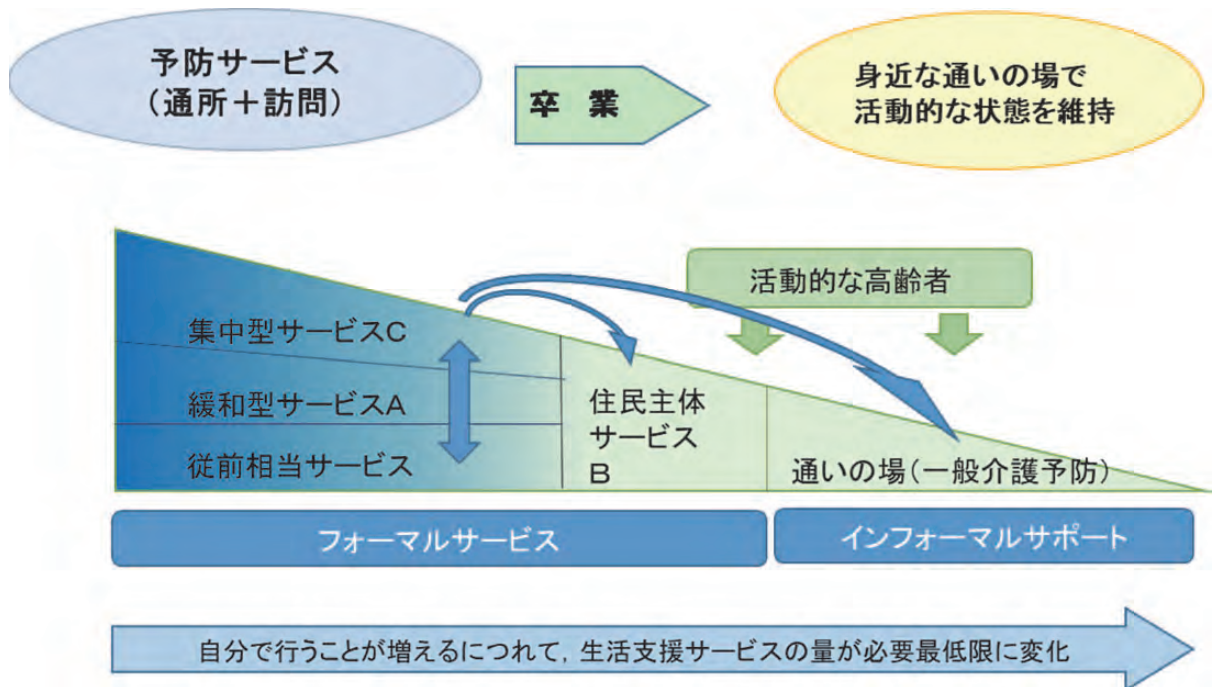 予防サービス
(通所＋訪問)
卒 業
身近な通いの場で
活動的な状態を維持
活動的な高齢者
集中型サービスC
緩和型サービスA
従前相当サービス
住民主体
サービス
B
通いの場(一般介護予防)
フォーマルサービス
インフォーマルサポート
自分で行うことが増えるにつれて，生活支援サービスの量が必要最低限に変化